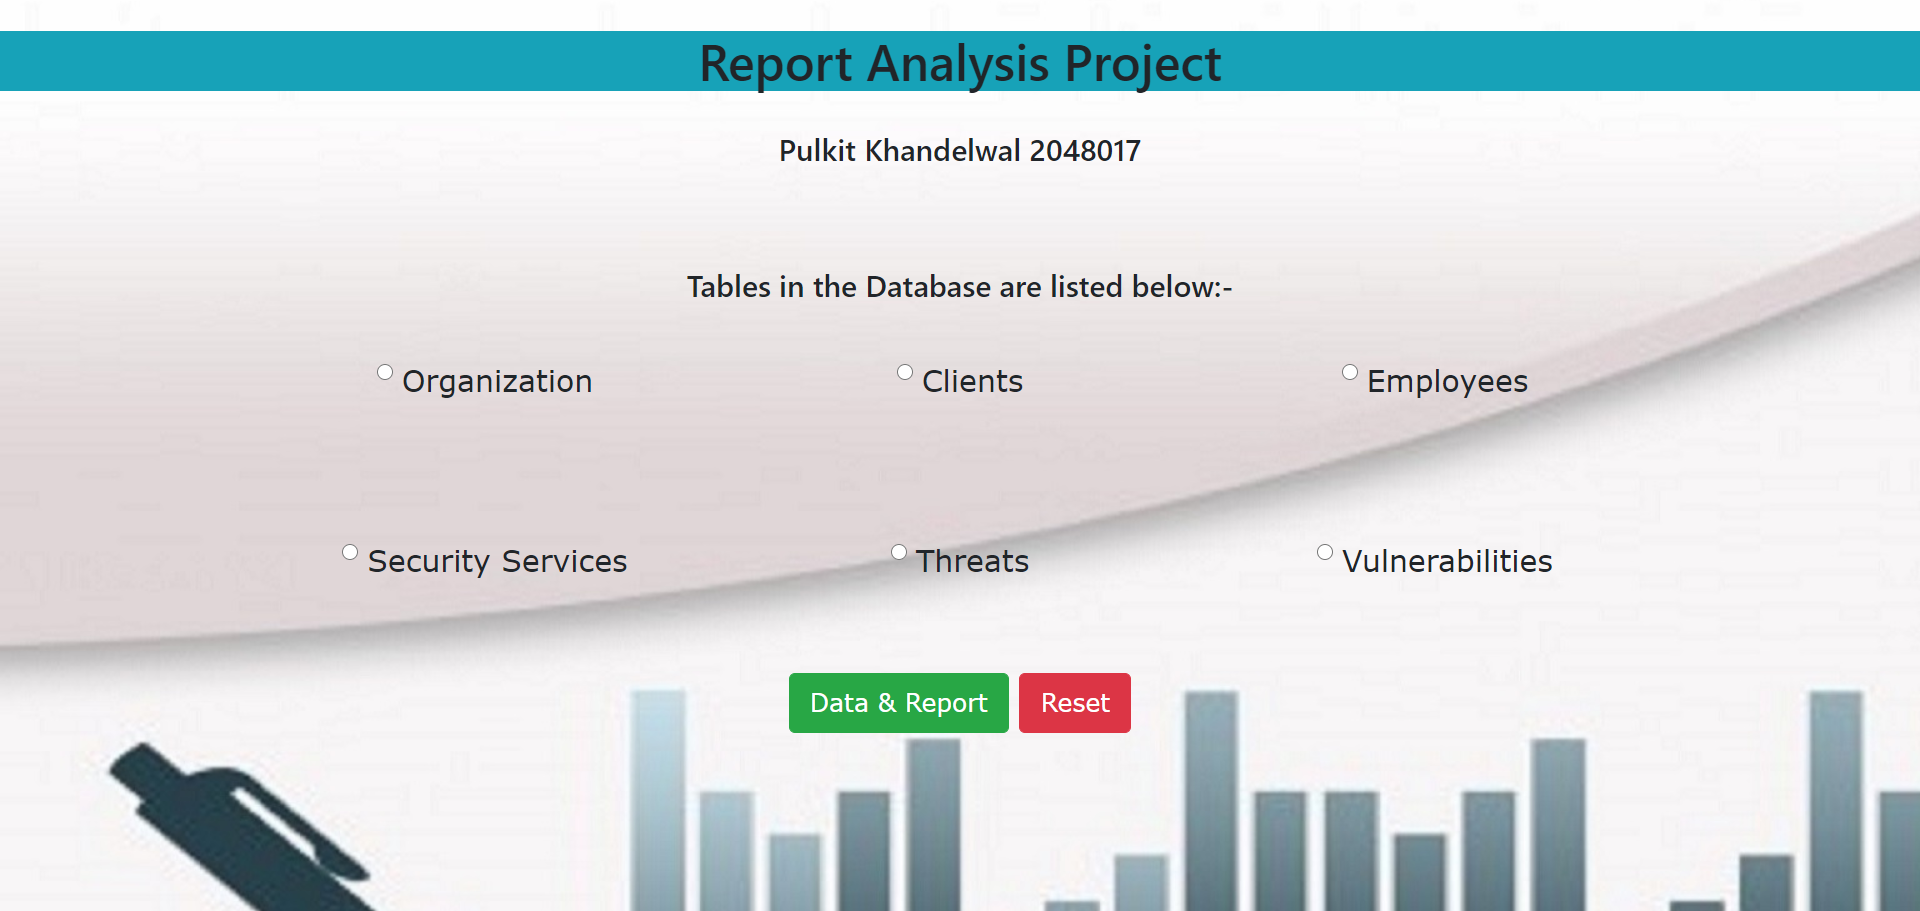 Report Analysis Project
Pulkit Khandelwal 2048017
Tables in the Database are listed below:-
Organization
Clients
Employees
Security Services
Threats
Vulnerabilities
Data & Report
Reset